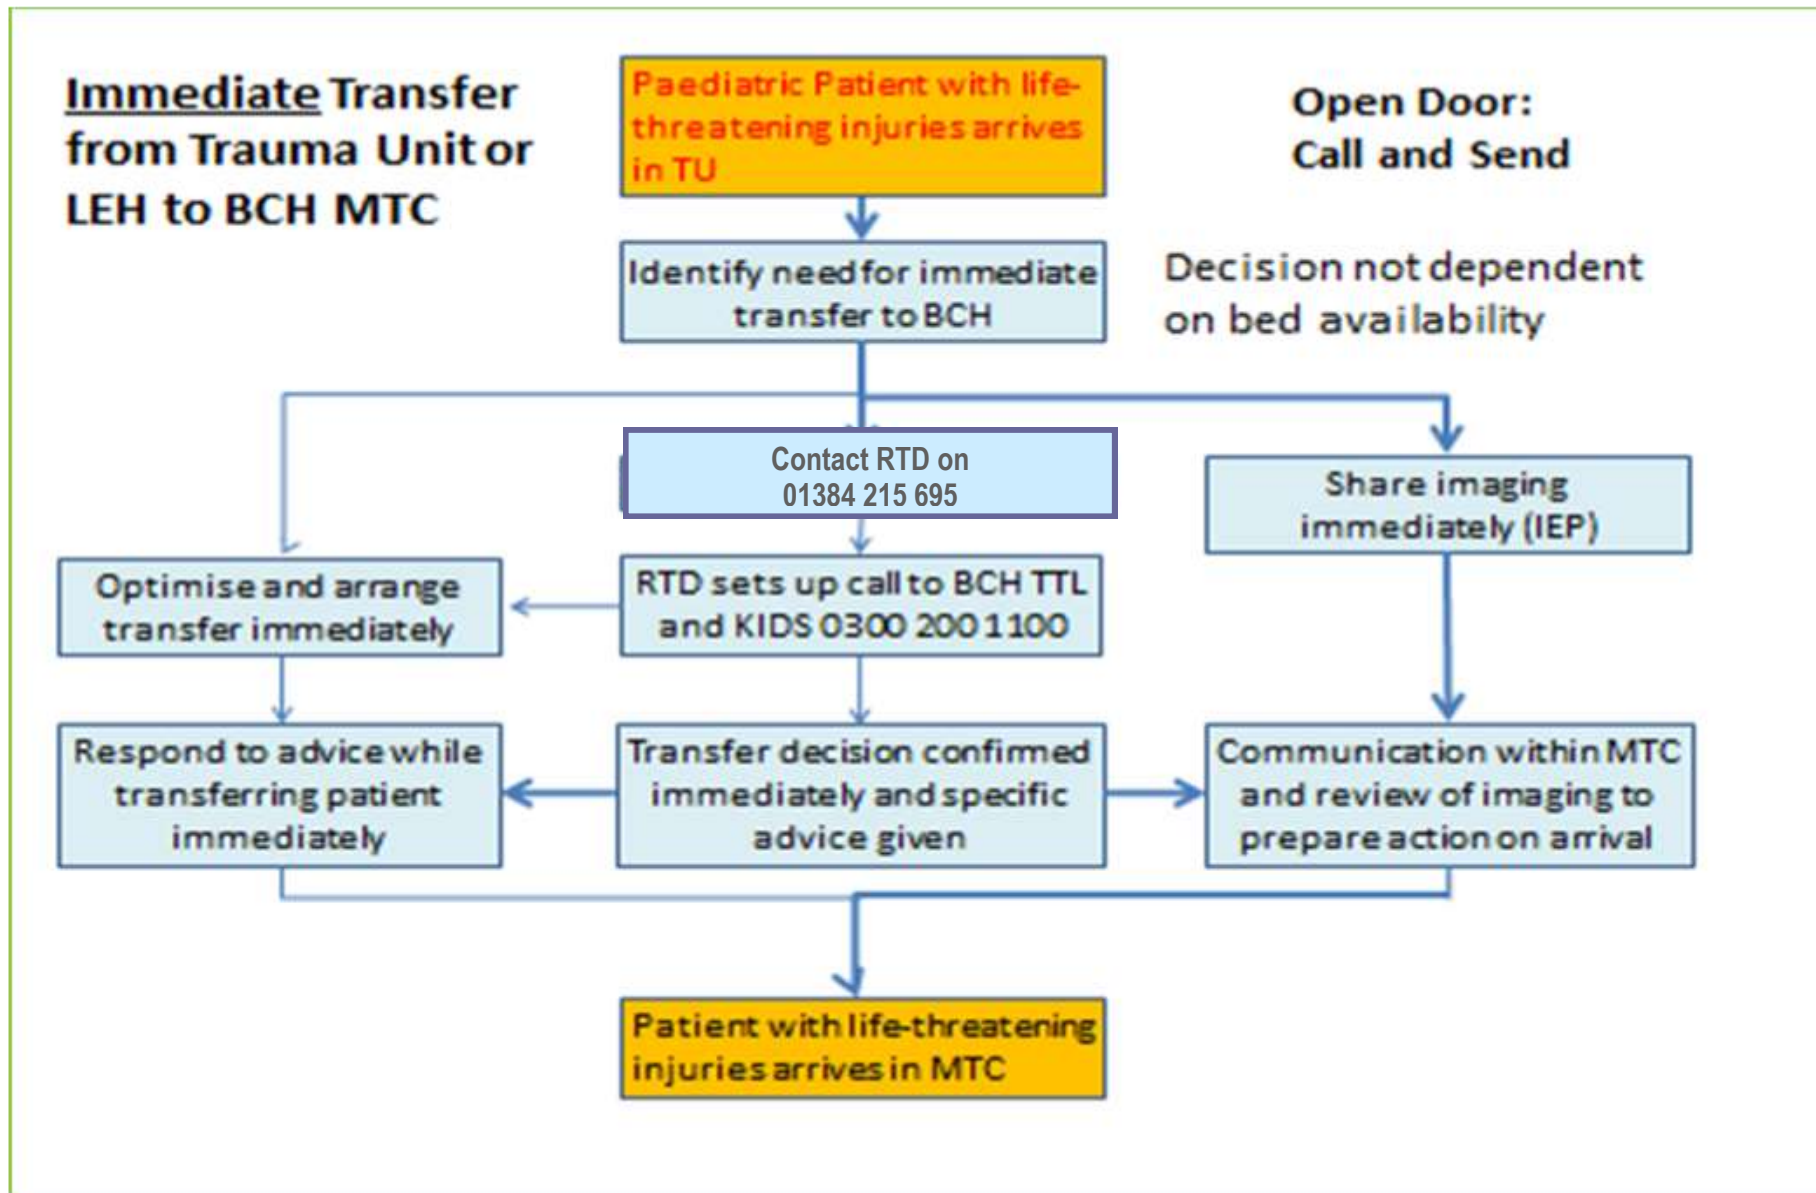 Immediate Transfer
from Trauma Unit or
LEH to BCH MTC
Paediatric Patient with life-
threatening injuries arrives
in TU
Open Door:
Call and Send
Identify need for immediate
transfer to BCH
Decision not dependent
on bed availability
Contact RTD on
01384 215 695
Share imaging
immediately (IEP)
Optimise and arrange
transfer immediately
RTD sets up call to BCH TTL
and KIDS 0300 200 1100
Respond to advice while
transferring patient
immediately
Transfer decision confirmed
immediately and specific
advice given
Communication within MTC
and review of imaging to
prepare action on arrival
Patient with life-threatening
injuries arrives in MTC